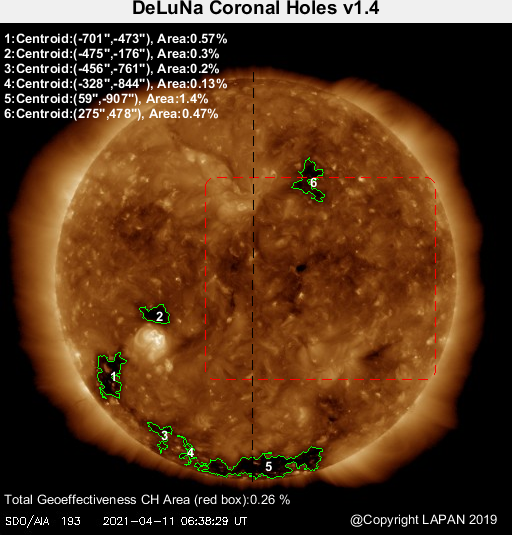 DeLuNa Coronal Holes v1.4
1:Centroid:(-701",-473"), Area:0.57%
2:Centroid:(-475",-176"), Area:0.3%
3:Centroid:(-456",-761"), Area:0.2%
4:Centroid:(-328",-844"), Area:0.13%
5:Centroid:(59",-907"), Area:1.4%
6:Centroid:(275",478"), Area:0.47%
6
2
1
3
4
5
Total Geoeffectiveness CH Area (red box):0.26 %
SDO/AIA 193 2021-04-11 06:38:29 UT
@Copyright LAPAN 2019